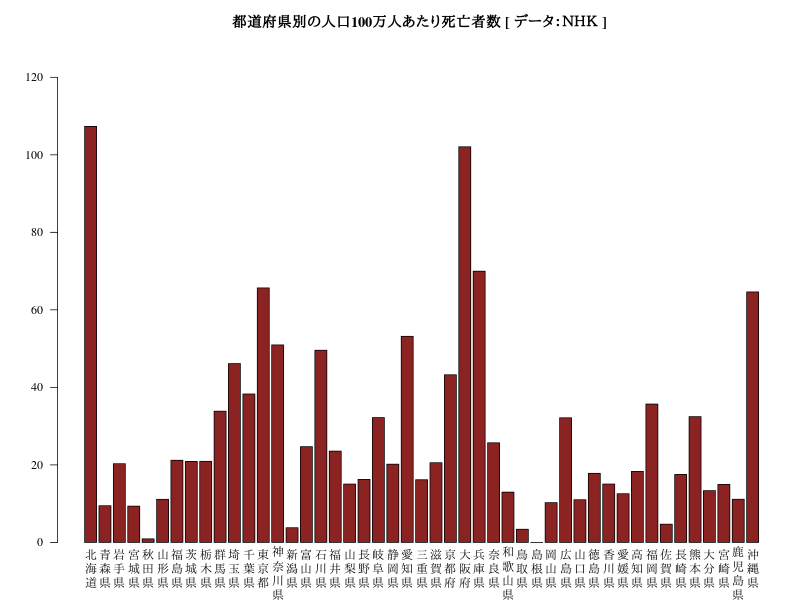 都道府県別の人口100万人あたり死亡者数 [ データ：NHK ]
120
100
80
60
40
20
0
北海道
青森県
岩手県
宮城県
秋田県
山形県
福島県
茨城県
栃木県
群馬県
埼玉県
千葉県
東京都
神奈川県
新潟県
富山県
石川県
福井県
山梨県
長野県
岐阜県
静岡県
愛知県
三重県
滋賀県
京都府
大阪府
兵庫県
奈良県
和歌山県
鳥取県
島根県
岡山県
広島県
山口県
徳島県
香川県
愛媛県
高知県
福岡県
佐賀県
長崎県
熊本県
大分県
宮崎県
鹿児島県
沖縄県